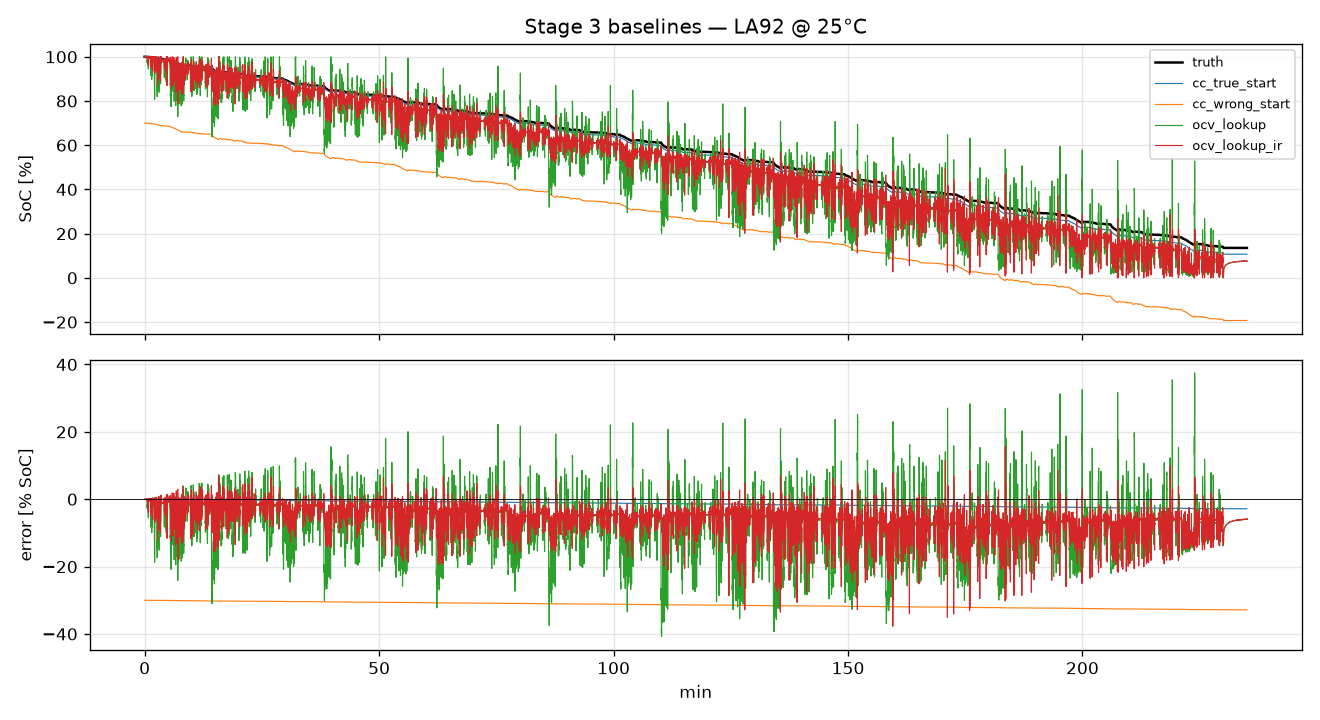 Stage 3 baselines — LA92 @ 25°C
SoC [%]
100
80
60
40
20
0
−20
truth
cc_true_start
cc_wrong_start
ocv_lookup
ocv_lookup_ir
error [% SoC]
40
20
0
−20
−40
0
50
100
150
200
min